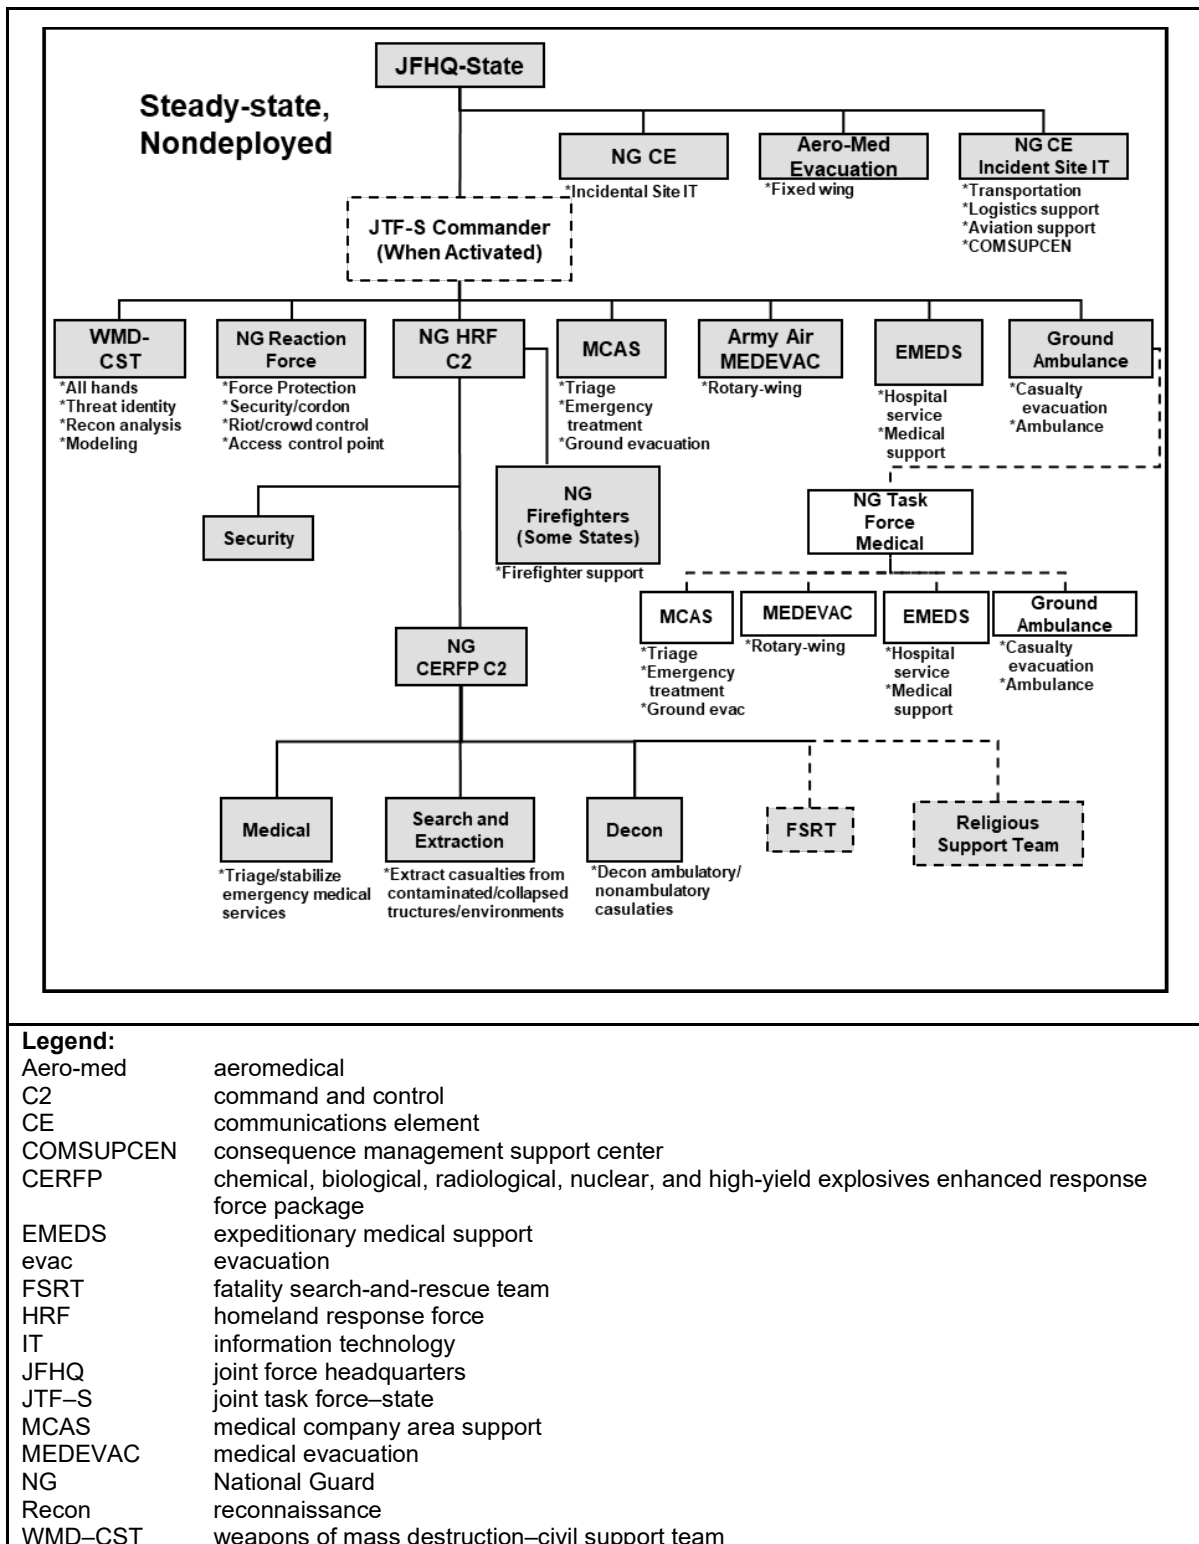 JFHQ-State
Steady-state,
Nondeployed
NG CE
*Incidental Site IT
Aero-Med
Evacuation
*Fixed wing
NG CE
Incident Site IT
*Transportation
*Logistics support
*Aviation support
*COMSUPCEN
JTF-S Commander
(When Activated)
WMD-
CST
*All hands
*Threat identity
*Recon analysis
*Modeling
NG Reaction
Force
*Force Protection
*Security/cordon
*Riot/crowd control
*Access control point
NG HRF
C2
MCAS
*Triage
*Emergency
treatment
*Ground evacuation
Army Air
MEDEVAC
*Rotary-wing
EMEDS
*Hospital
service
*Medical
support
Ground
Ambulance
*Casualty
evacuation
*Ambulance
Security
NG
Firefighters
(Some States)
*Firefighter support
NG Task
Force
Medical
MCAS
*Triage
*Emergency
treatment
*Ground evac
MEDEVAC
*Rotary-wing
EMEDS
*Hospital
service
*Medical
support
Ground
Ambulance
*Casualty
evacuation
*Ambulance
NG
CERFP C2
Medical
*Triage/stabilize
emergency medical
services
Search and
Extraction
*Extract casualties from
contaminated/collapsed
tructures/environments
Decon
*Decon ambulatory/
nonambulatory
casulaties
FSRT
Religious
Support Team
Legend:
Aero-med aeromedical
C2 command and control
CE communications element
COMSUPCEN consequence management support center
CERFP chemical, biological, radiological, nuclear, and high-yield explosives enhanced response
force package
EMEDS expeditionary medical support
evac evacuation
FSRT fatality search-and-rescue team
HRF homeland response force
IT information technology
JFHQ joint force headquarters
JTF–S joint task force–state
MCAS medical company area support
MEDEVAC medical evacuation
NG National Guard
Recon reconnaissance
WMD–CST weapons of mass destruction–civil support team